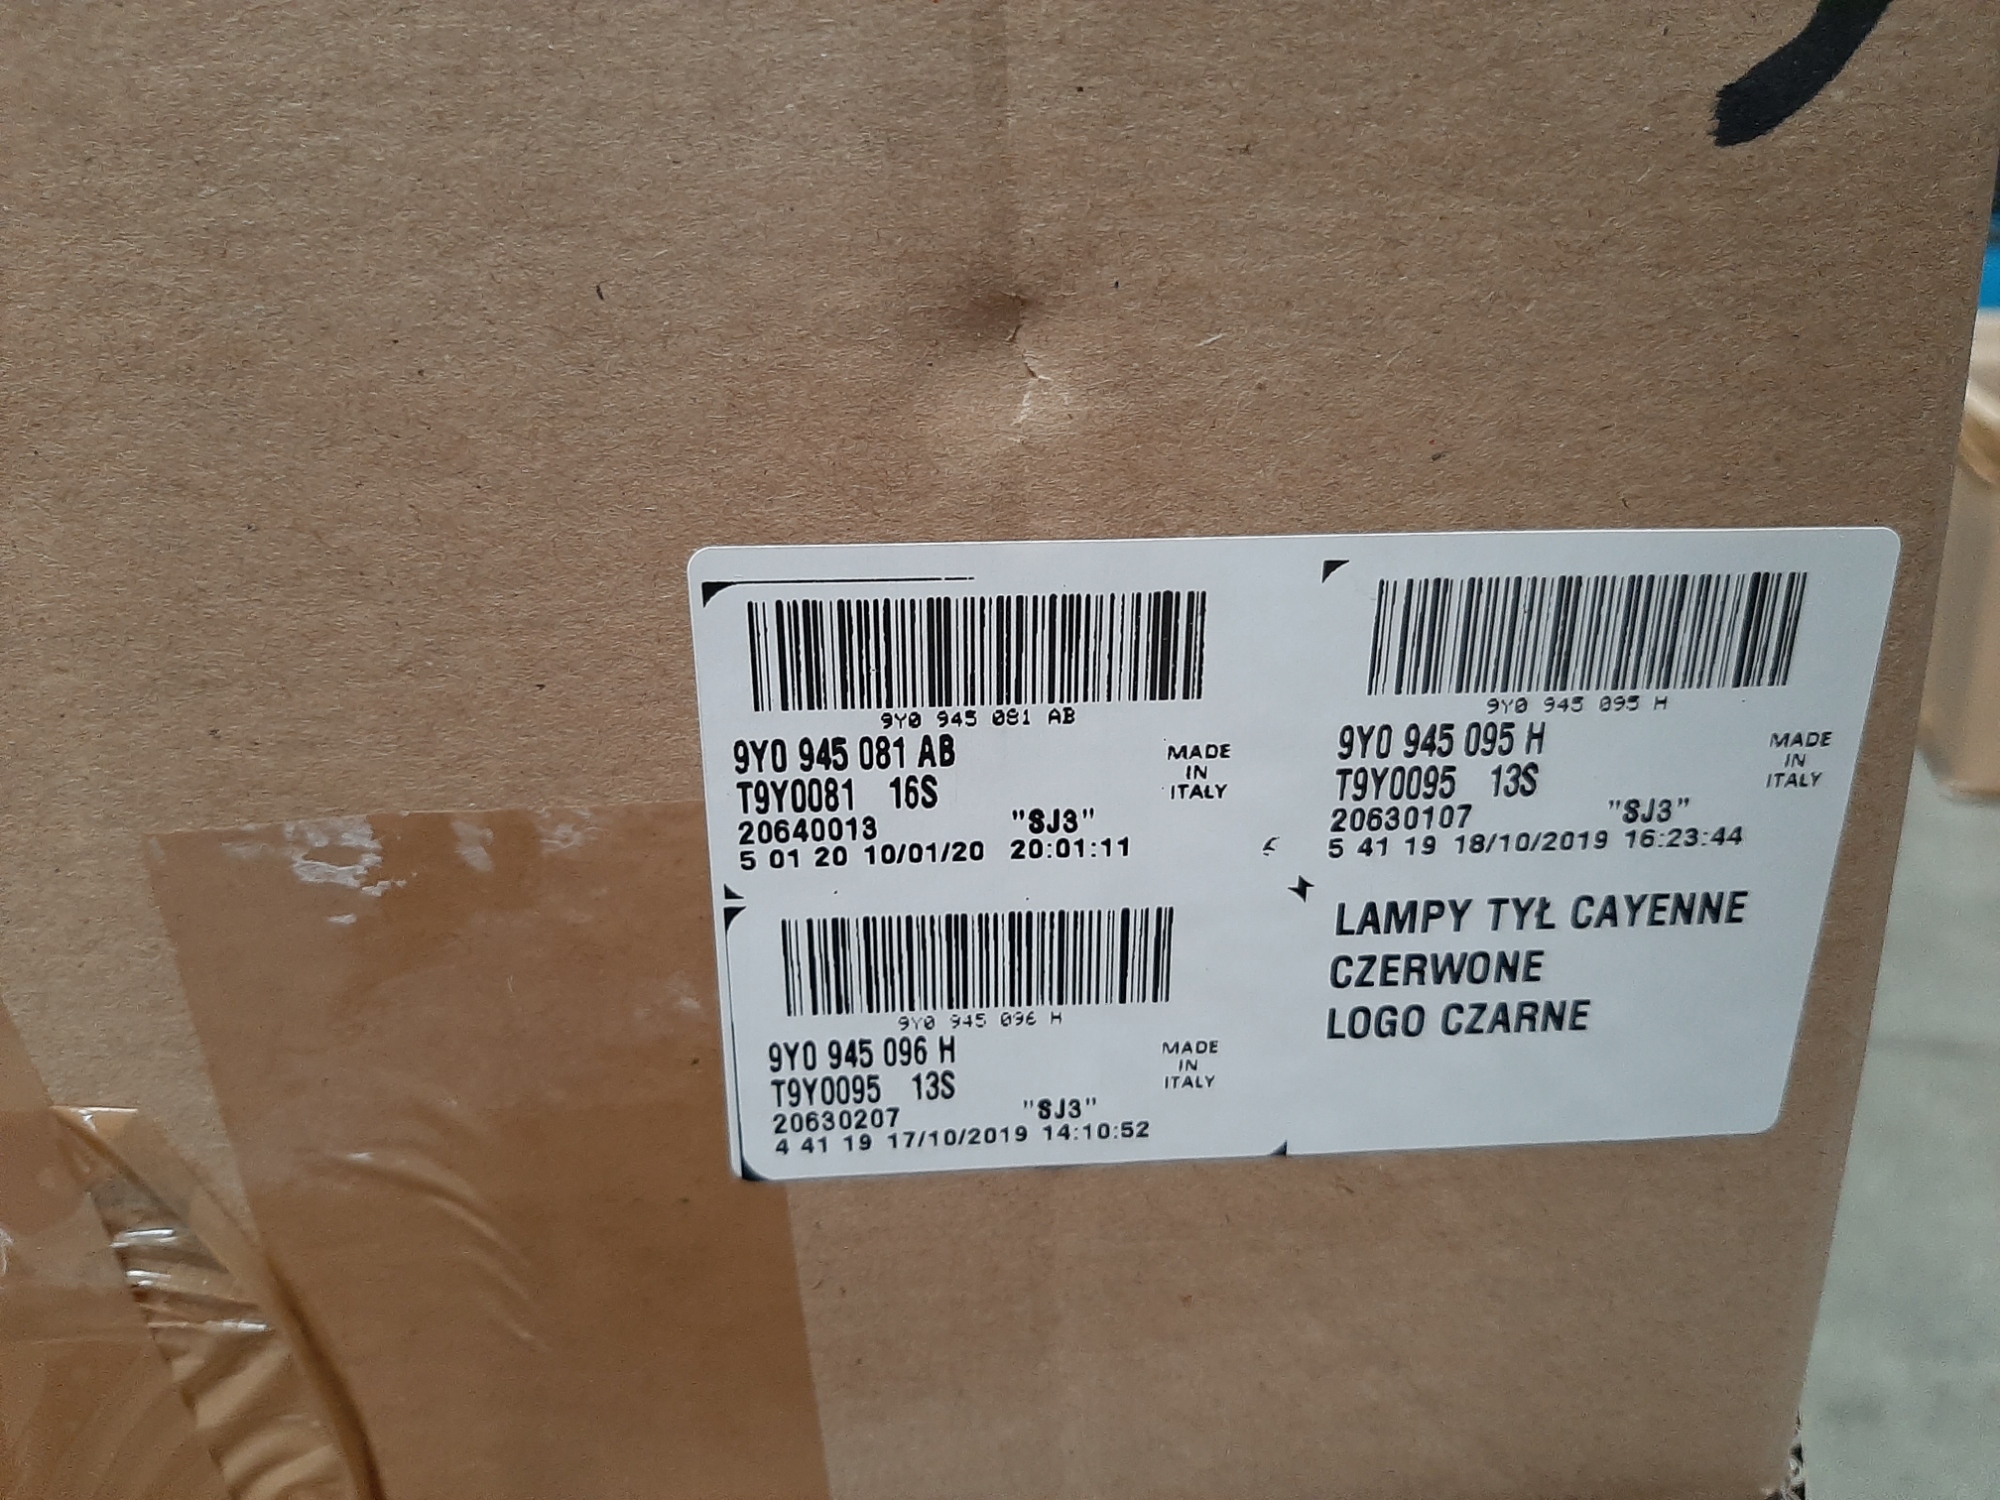 9Y0 945 081 AB
9Y0 945 081 AB
T9Y0081 16S
MADE
IN
ITALY
20640013 "SJ3"
5 01 20 10/01/20 20:01:11
9Y0 945 095 H
9Y0 945 095 H
T9Y0095 13S
MADE
IN
ITALY
20630107 "SJ3"
5 41 19 18/10/2019 16:23:44
9Y0 945 096 H
9Y0 945 096 H
T9Y0095 13S
MADE
IN
ITALY
20630207 "SJ3"
4 41 19 17/10/2019 14:10:52
LAMPY TYŁ CAYENNE
CZERWONE
LOGO CZARNE